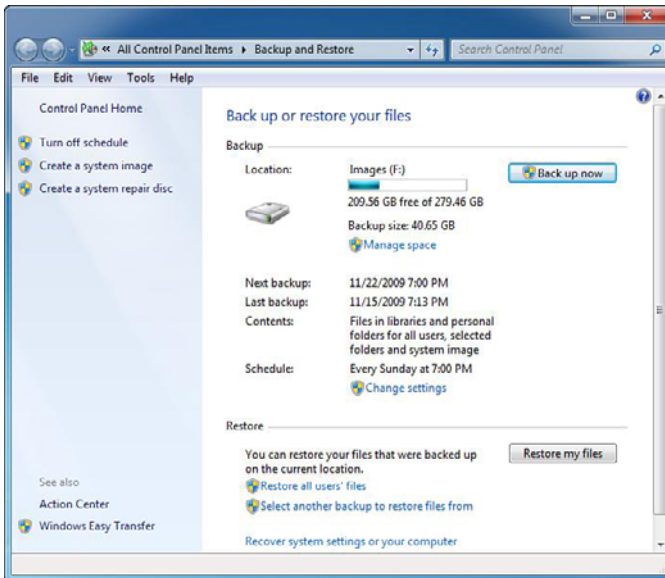 « All Control Panel Items ▸ Backup and Restore
Search Control Panel
File Edit View Tools Help
Control Panel Home
Turn off schedule
Create a system image
Create a system repair disc
See also
Action Center
Windows Easy Transfer
Back up or restore your files
Backup
Location: Images (F:)
Back up now
209.56 GB free of 279.46 GB
Backup size: 40.65 GB
Manage space
Next backup: 11/22/2009 7:00 PM
Last backup: 11/15/2009 7:13 PM
Contents: Files in libraries and personal
folders for all users, selected
folders and system image
Schedule: Every Sunday at 7:00 PM
Change settings
Restore
You can restore your files that were backed up
on the current location.
Restore my files
Restore all users' files
Select another backup to restore files from
Recover system settings or your computer